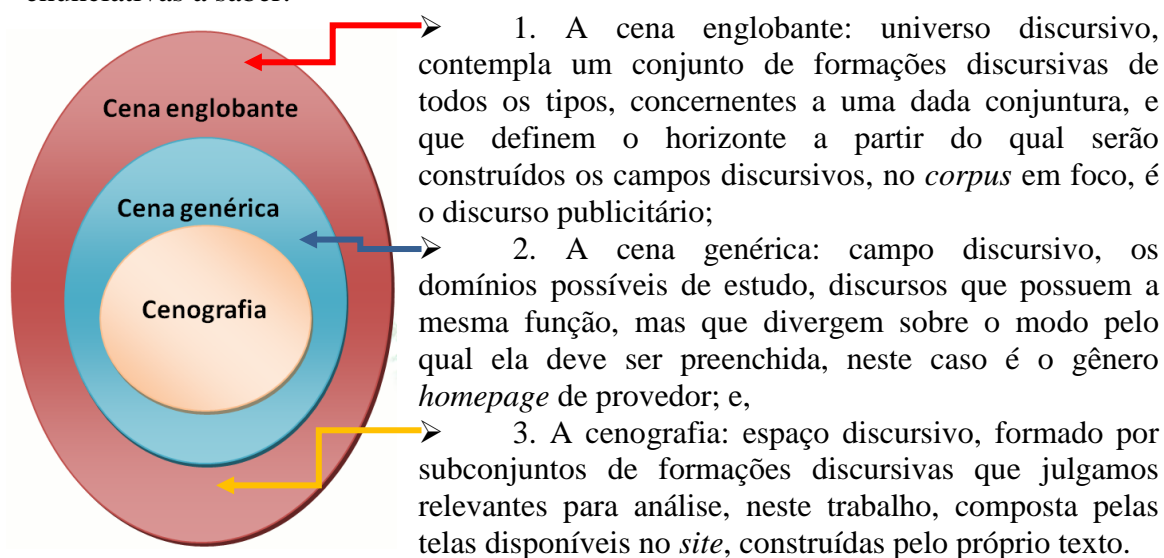 Cena englobante
Cena genérica
Cenografia
➢ 1. A cena englobante: universo discursivo,
contempla um conjunto de formações discursivas de
todos os tipos, concernentes a uma dada conjuntura, e
que definem o horizonte a partir do qual serão
construídos os campos discursivos, no corpus em foco, é
o discurso publicitário;
➢ 2. A cena genérica: campo discursivo, os
domínios possíveis de estudo, discursos que possuem a
mesma função, mas que divergem sobre o modo pelo
qual ela deve ser preenchida, neste caso é o gênero
homepage de provedor; e,
➢ 3. A cenografia: espaço discursivo, formado por
subconjuntos de formações discursivas que julgamos
relevantes para análise, neste trabalho, composta pelas
telas disponíveis no site, construídas pelo próprio texto.